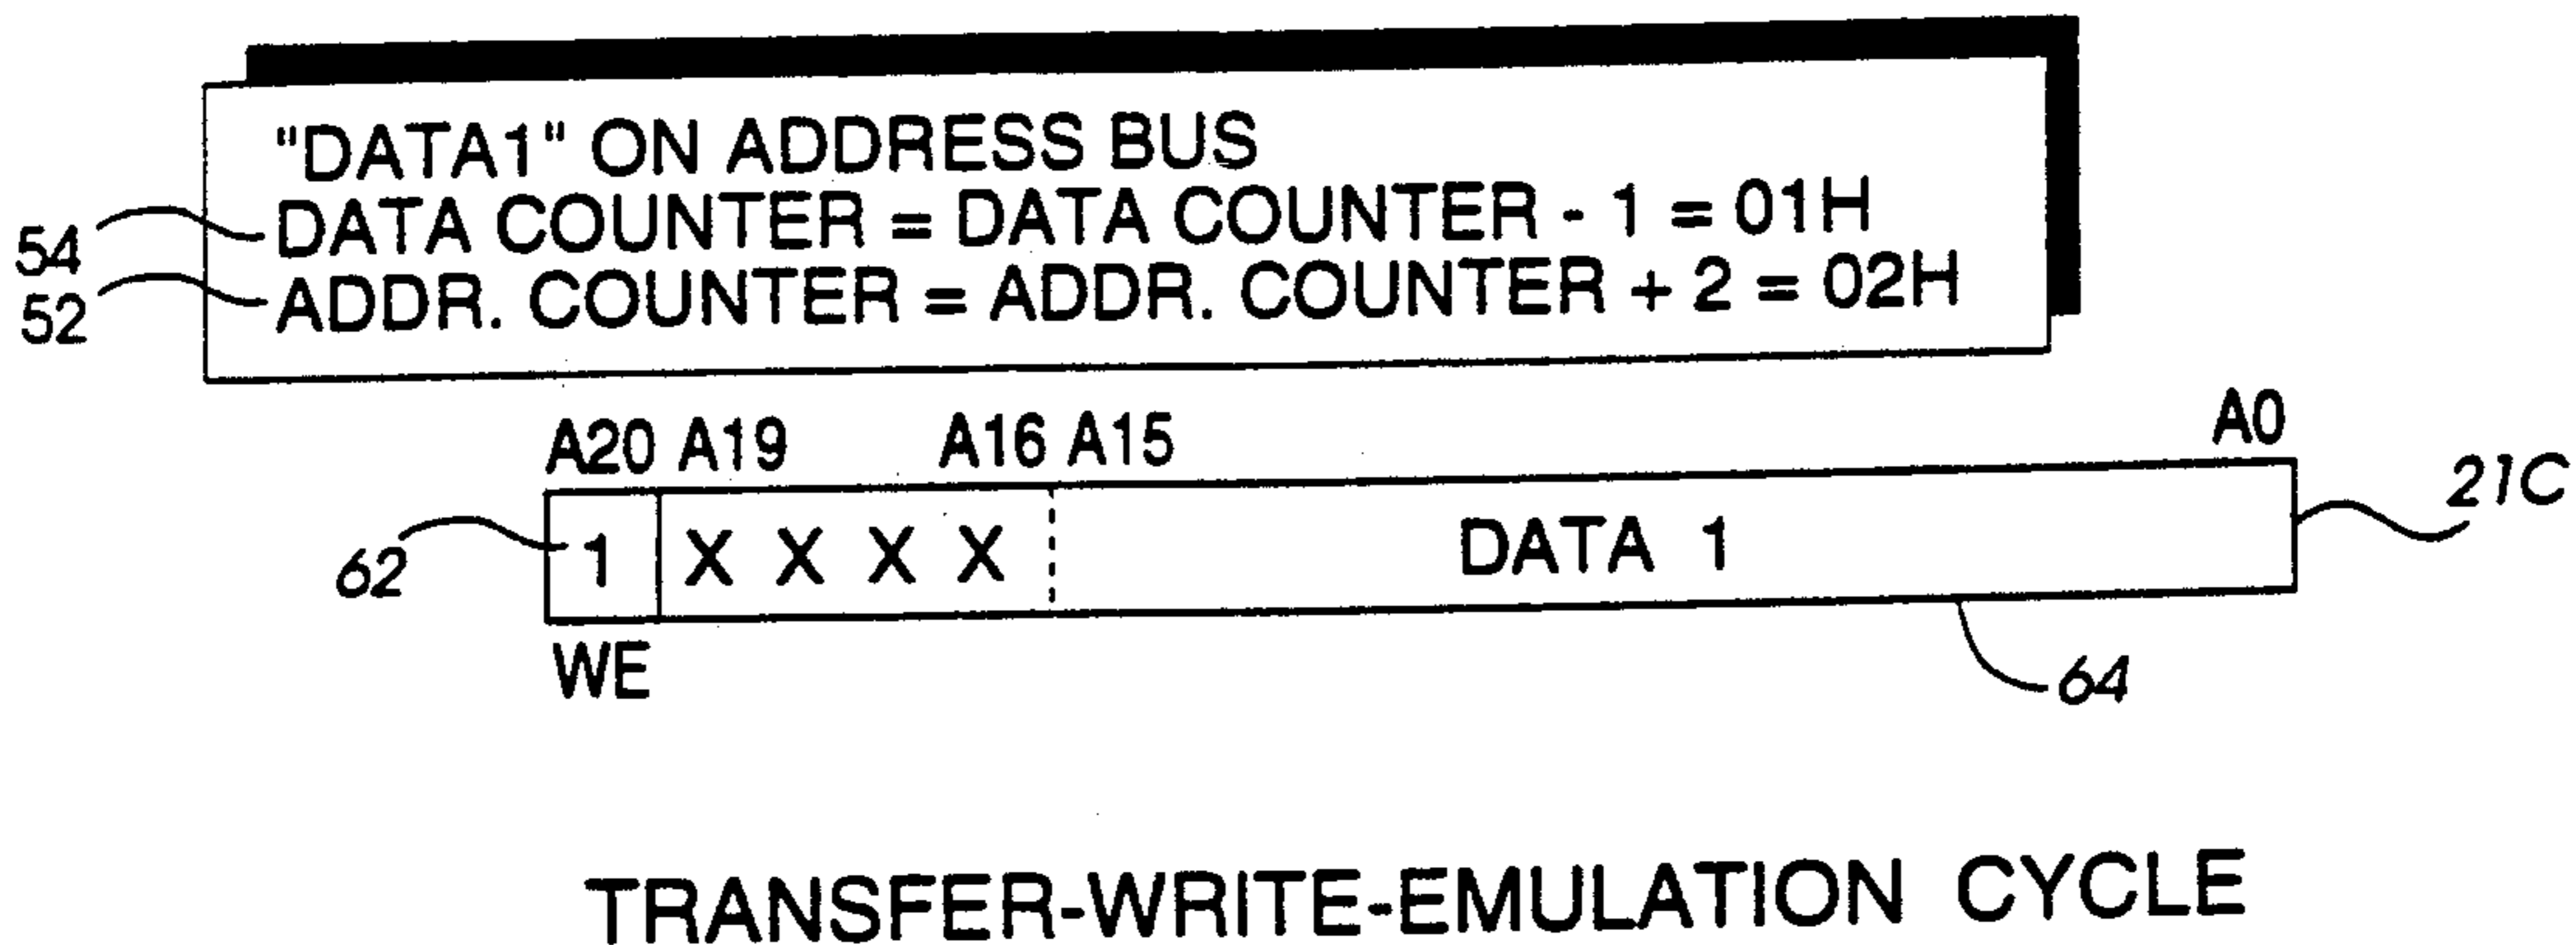 "DATA1" ON ADDRESS BUS
54 DATA COUNTER = DATA COUNTER - 1 = 01H
52 ADDR. COUNTER = ADDR. COUNTER + 2 = 02H
A20 A19 A16 A15 A0
21C
62 1 X X X X DATA 1
WE
64
TRANSFER-WRITE-EMULATION CYCLE